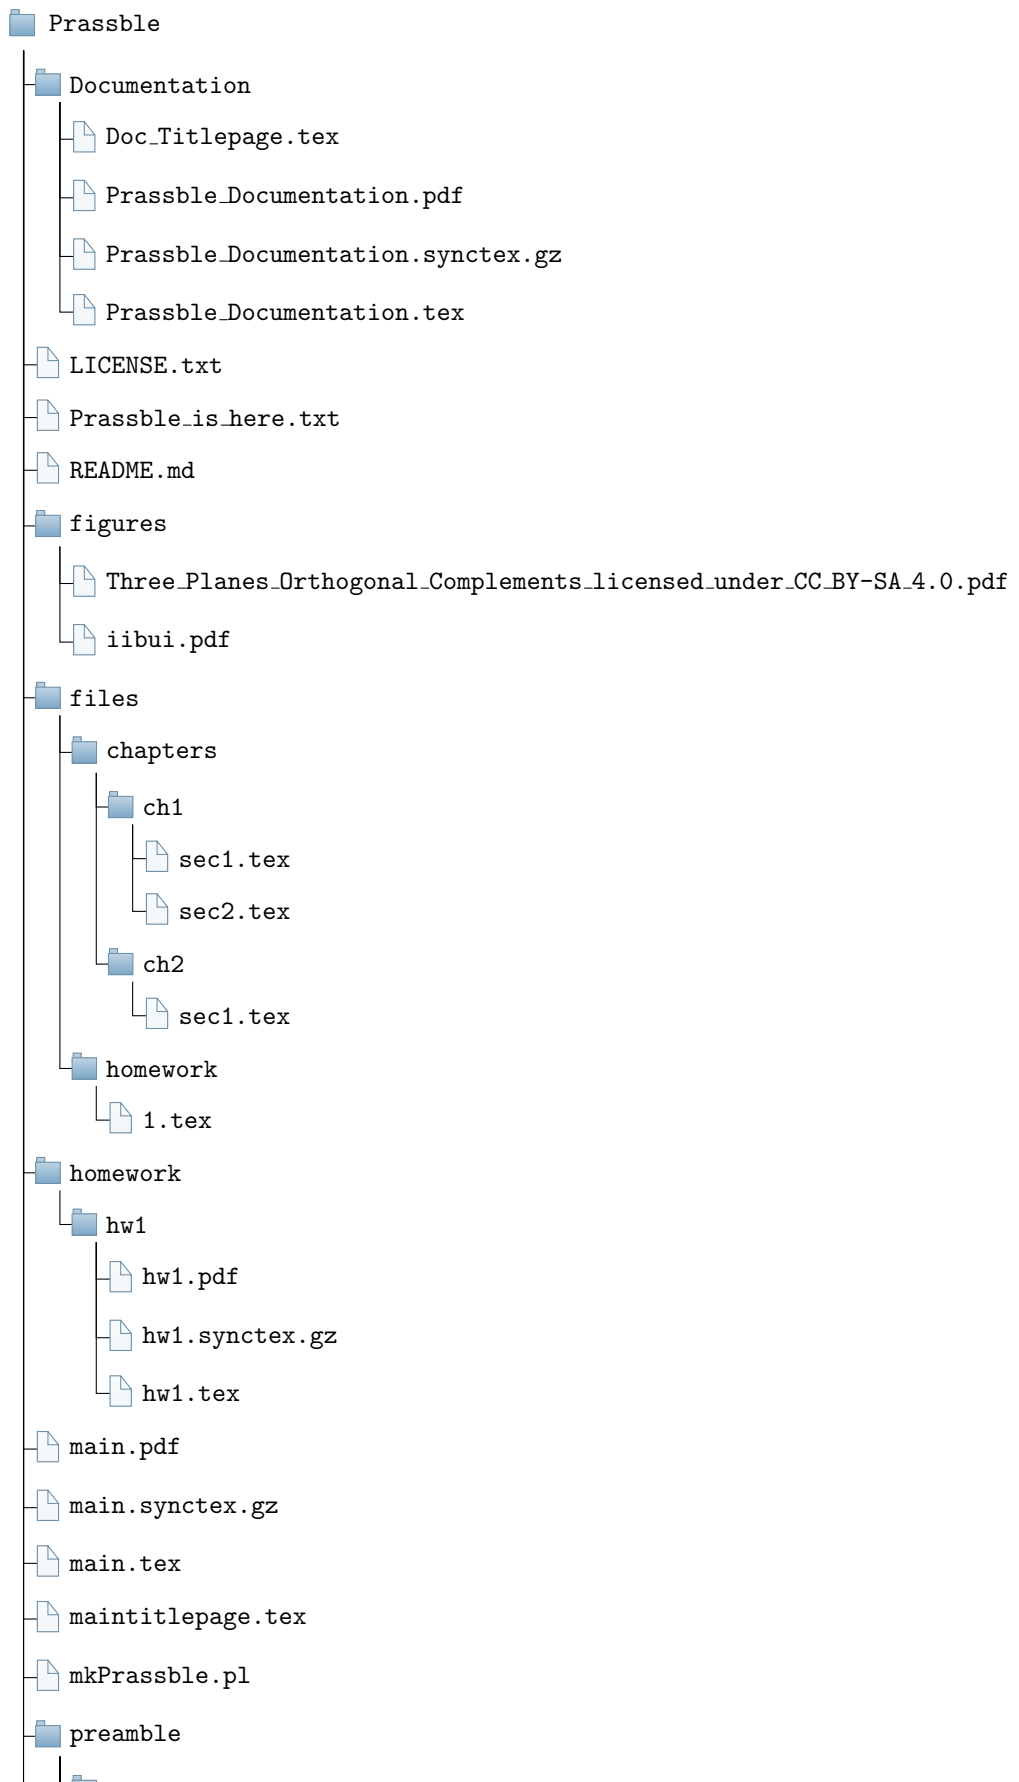 Prassble
Documentation
Doc_Titlepage.tex
Prassble_Documentation.pdf
Prassble_Documentation.synctex.gz
Prassble_Documentation.tex
LICENSE.txt
Prassble_is_here.txt
README.md
figures
Three_Planes_Orthogonal_Complements_licensed_under_CC_BY-SA_4.0.pdf
iibui.pdf
files
chapters
ch1
sec1.tex
sec2.tex
ch2
sec1.tex
homework
1.tex
homework
hw1
hw1.pdf
hw1.synctex.gz
hw1.tex
main.pdf
main.synctex.gz
main.tex
maintitlepage.tex
mkPrassble.pl
preamble